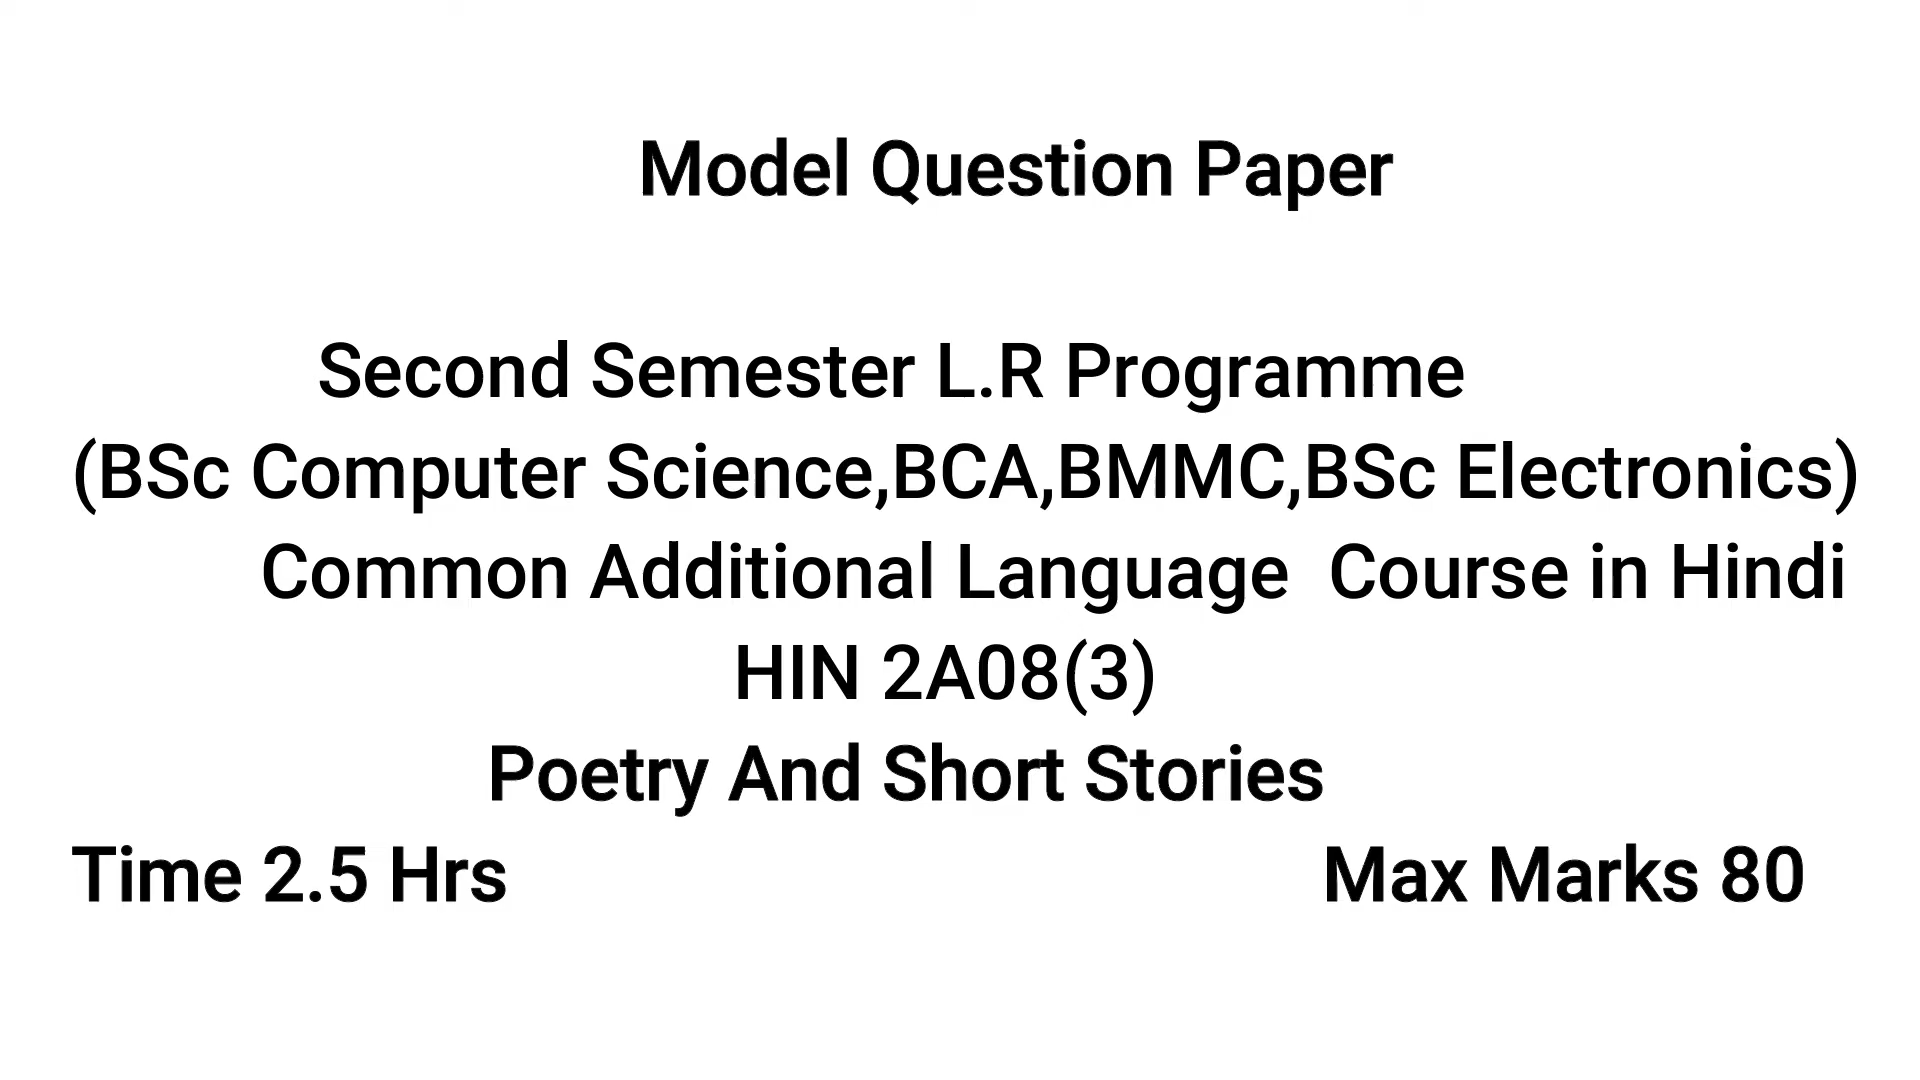 Model Question Paper
Second Semester L.R Programme
(BSc Computer Science,BCA,BMMC,BSc Electronics)
Common Additional Language  Course in Hindi
HIN 2A08(3)
Poetry And Short Stories
Time 2.5 Hrs Max Marks 80